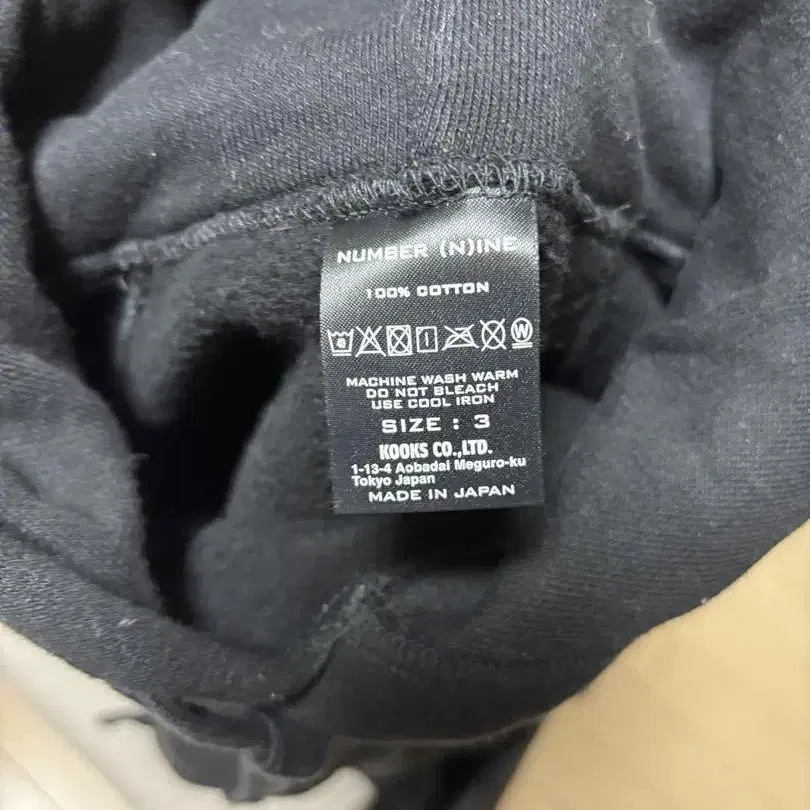 NUMBER (N)INE
100% COTTON
40
W
MACHINE WASH WARM
DO NOT BLEACH
USE COOL IRON
SIZE : 3
KOOKS CO.,LTD.
1-13-4 Aobadai Meguro-ku
Tokyo Japan
MADE IN JAPAN